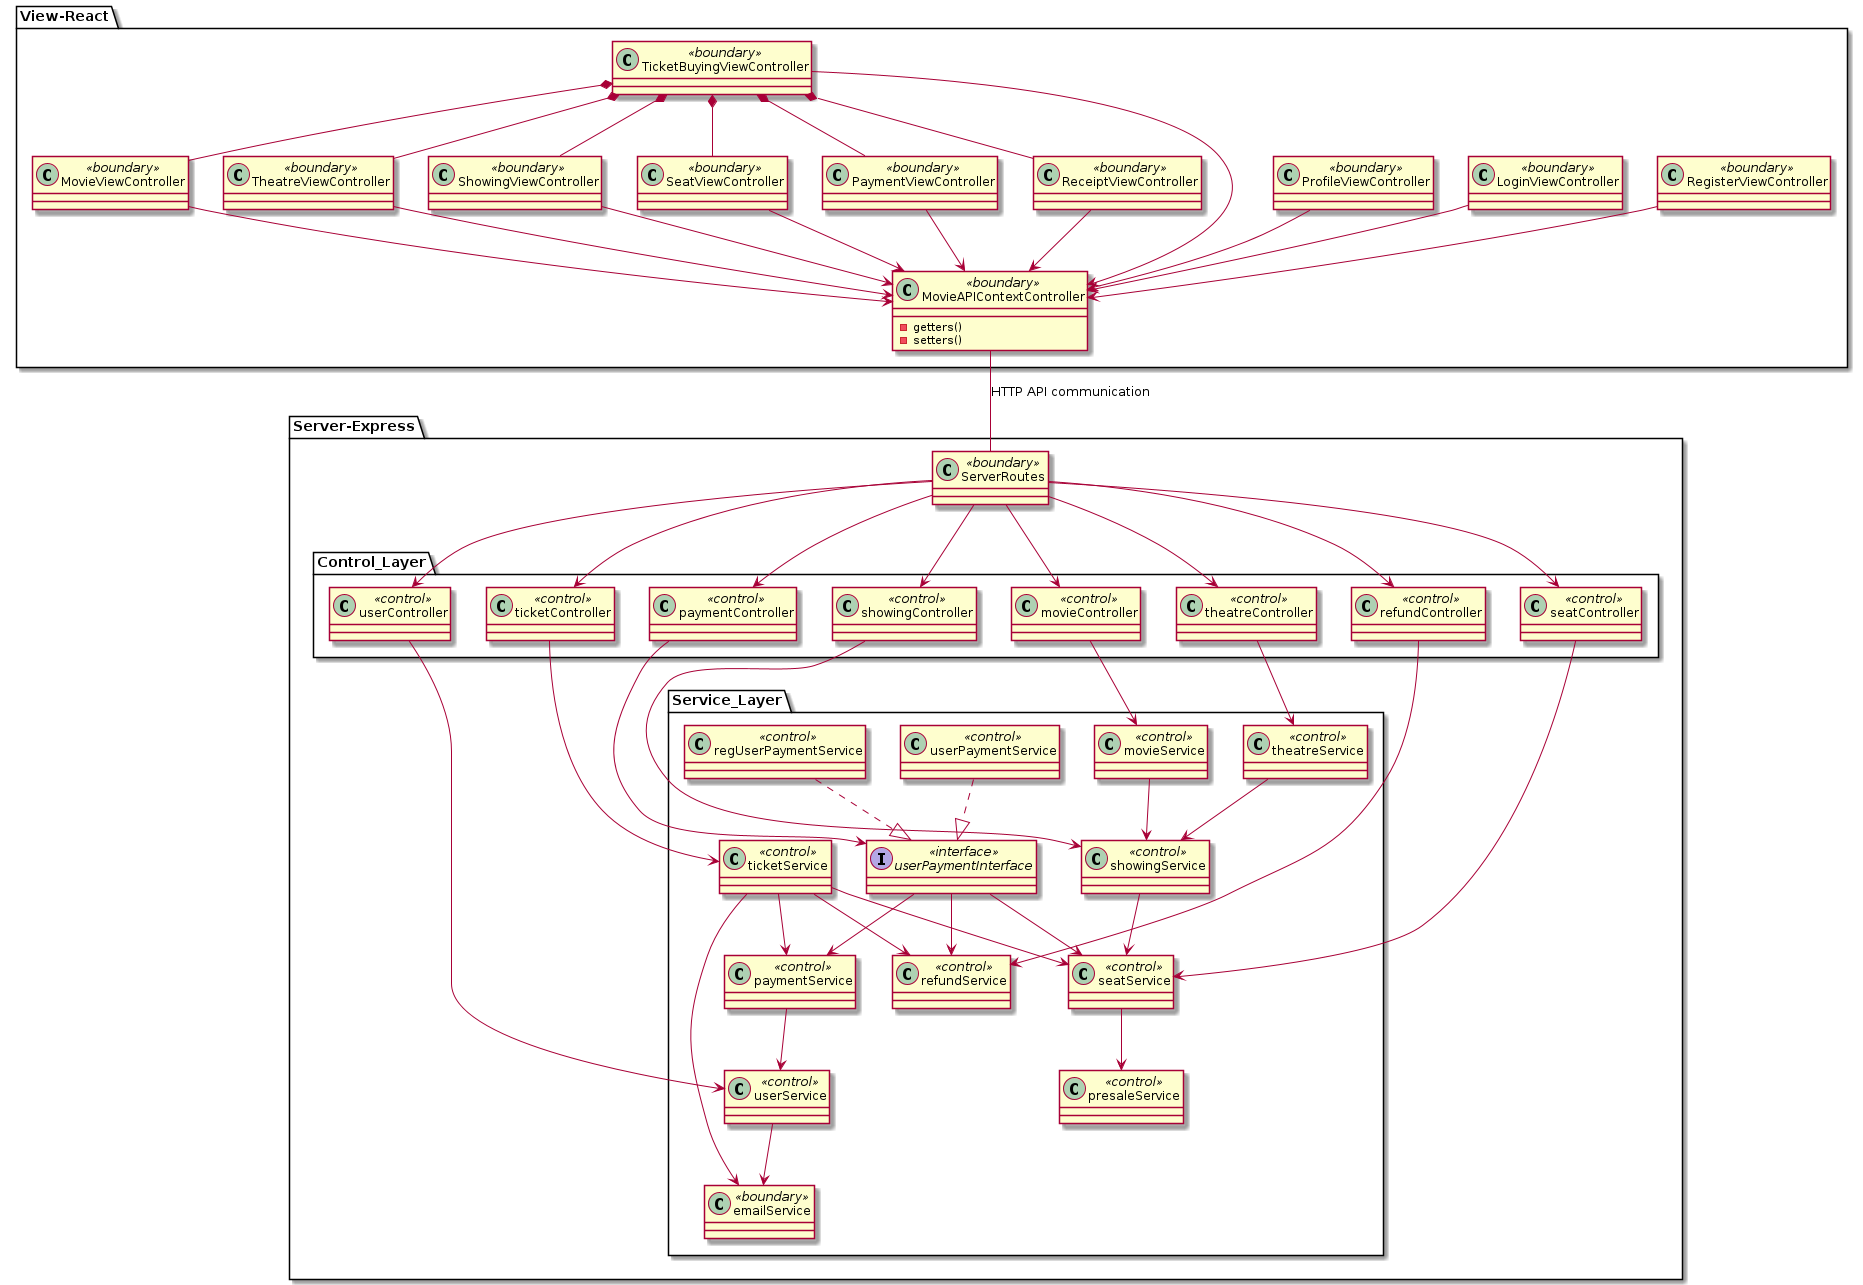 View-React
C «boundary»
TicketBuyingViewController
C «boundary»
MovieViewController
C «boundary»
TheatreViewController
C «boundary»
ShowingViewController
C «boundary»
SeatViewController
C «boundary»
PaymentViewController
C «boundary»
ReceiptViewController
C «boundary»
ProfileViewController
C «boundary»
LoginViewController
C «boundary»
RegisterViewController
C «boundary»
MovieAPIContextController
getters()
setters()
HTTP API communication
Server-Express
C «boundary»
ServerRoutes
Control_Layer
C «control»
userController
C «control»
ticketController
C «control»
paymentController
C «control»
showingController
C «control»
movieController
C «control»
theatreController
C «control»
refundController
C «control»
seatController
Service_Layer
C «control»
regUserPaymentService
C «control»
userPaymentService
C «control»
movieService
C «control»
theatreService
C «control»
ticketService
I «interface»
userPaymentInterface
C «control»
showingService
C «control»
paymentService
C «control»
refundService
C «control»
seatService
C «control»
userService
C «control»
presaleService
C «boundary»
emailService